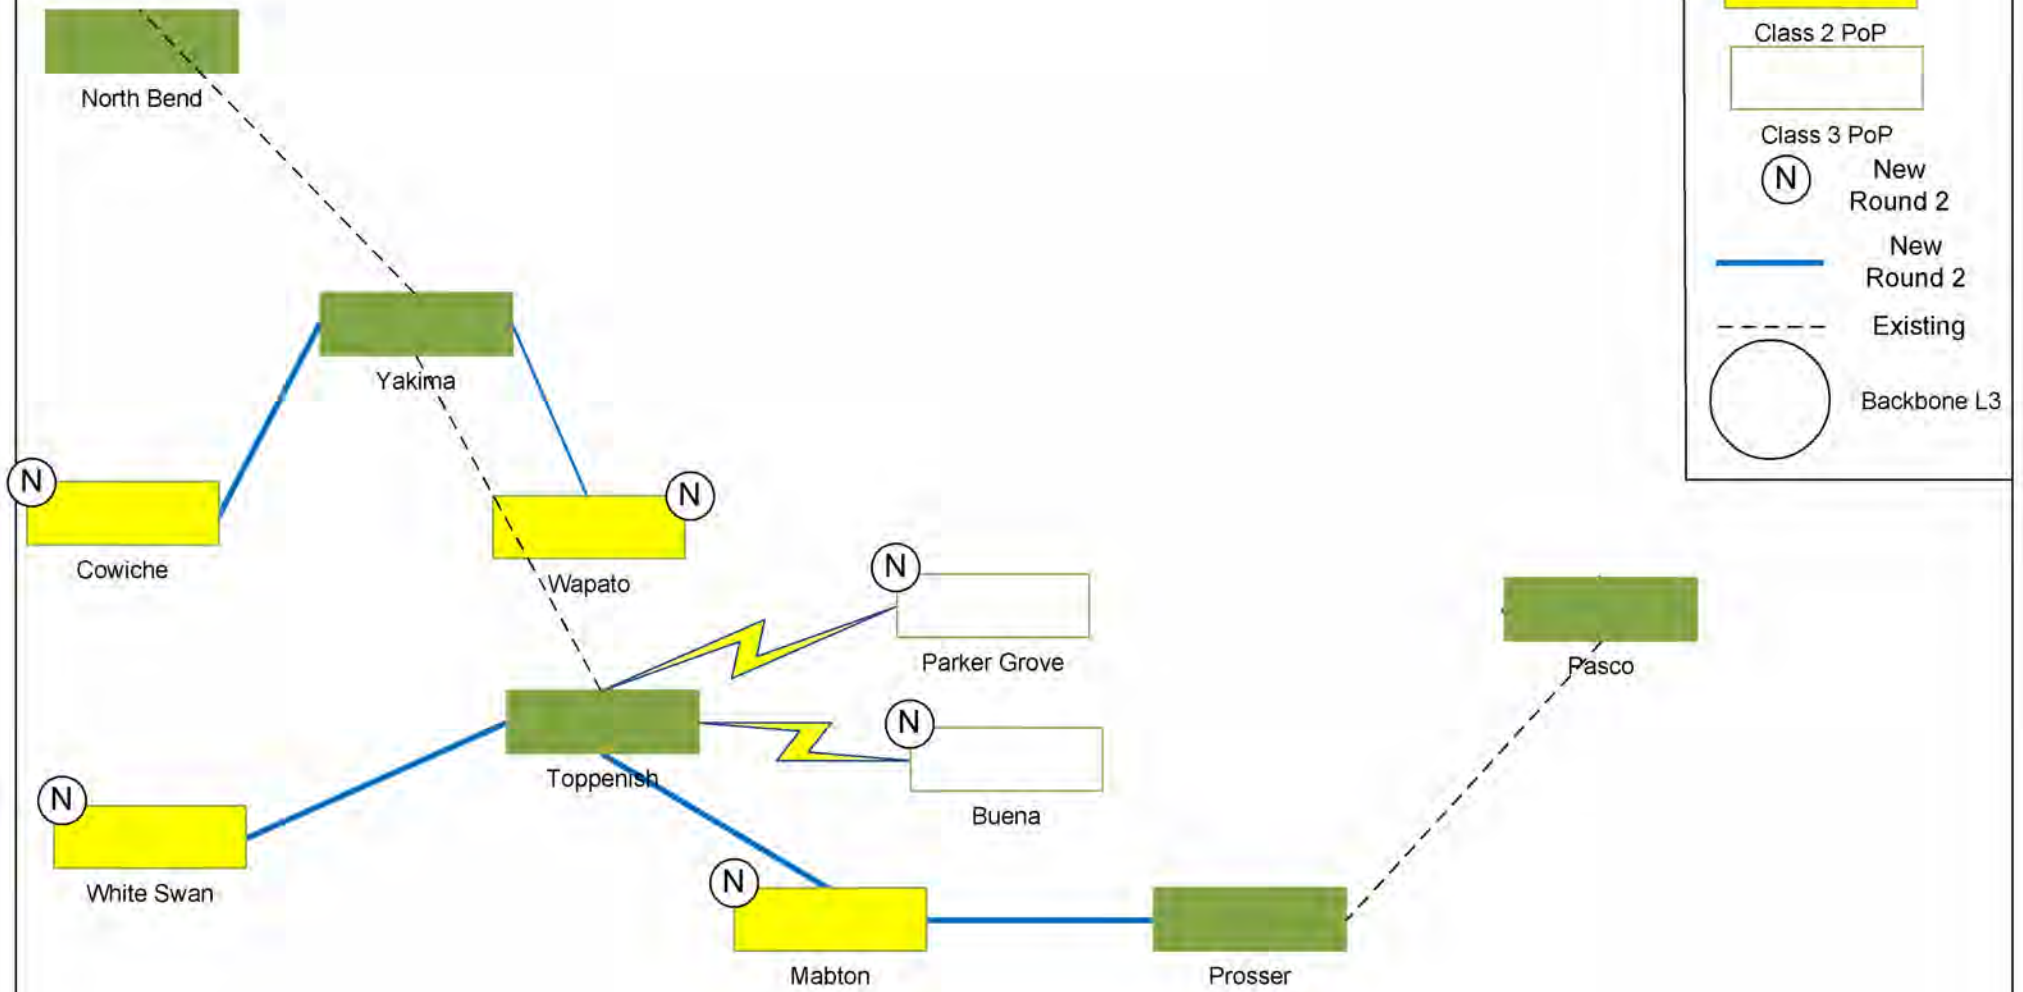 North Bend
Yakima
N
Cowiche
N
Wapato
N
Parker Grove
Pasco
N
Buena
Toppenish
N
White Swan
N
Mabton
Prosser
Class 2 PoP
Class 3 PoP
N
New
Round 2
New
Round 2
Existing
Backbone L3